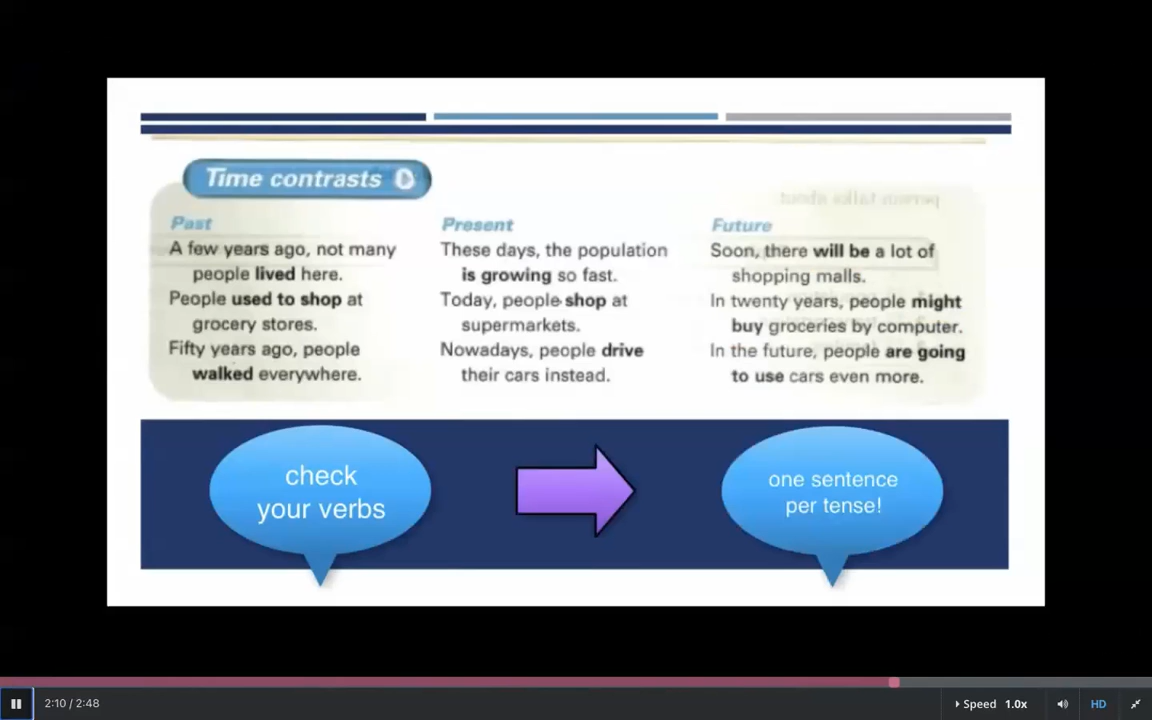 Time contrasts
Past
A few years ago, not many
people lived here.
People used to shop at
grocery stores.
Fifty years ago, people
walked everywhere.
Present
These days, the population
is growing so fast.
Today, people shop at
supermarkets.
Nowadays, people drive
their cars instead.
person talks about
Future
Soon, there will be a lot of
shopping malls.
In twenty years, people might
buy groceries by computer.
In the future, people are going
to use cars even more.
check
your verbs
one sentence
per tense!
2:10 / 2:48
Speed 1.0x
HD